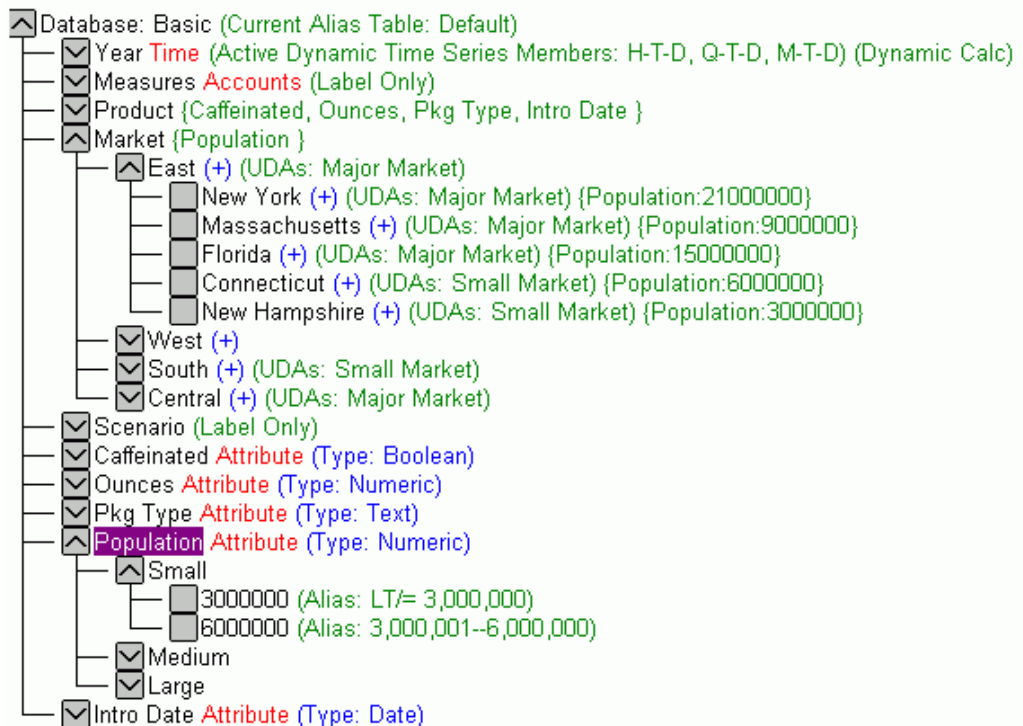 Database: Basic (Current Alias Table: Default)
Year Time (Active Dynamic Time Series Members: H-T-D, Q-T-D, M-T-D) (Dynamic Calc)
Measures Accounts (Label Only)
Product {Caffeinated, Ounces, Pkg Type, Intro Date }
Market {Population }
East (+) (UDAs: Major Market)
New York (+) (UDAs: Major Market) {Population:21000000}
Massachusetts (+) (UDAs: Major Market) {Population:9000000}
Florida (+) (UDAs: Major Market) {Population:15000000}
Connecticut (+) (UDAs: Small Market) {Population:6000000}
New Hampshire (+) (UDAs: Small Market) {Population:3000000}
West (+)
South (+) (UDAs: Small Market)
Central (+) (UDAs: Major Market)
Scenario (Label Only)
Caffeinated Attribute (Type: Boolean)
Ounces Attribute (Type: Numeric)
Pkg Type Attribute (Type: Text)
Population Attribute (Type: Numeric)
Small
3000000 (Alias: LT/= 3,000,000)
6000000 (Alias: 3,000,001--6,000,000)
Medium
Large
Intro Date Attribute (Type: Date)